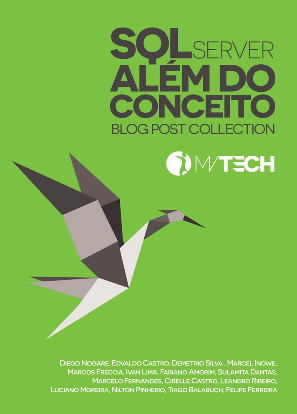 SQL SERVER
ALÉM DO
CONCEITO
BLOG POST COLLECTION
MVTECH
DIEGO NOGARE, EDVALDO CASTRO, DEMETRIO SILVA, MARCEL INOWE,
MARCOS FRECCIA, IVAN LIMA, FABIANO AMORIM, SULAMITA DANTAS,
MARCELO FERNANDES, CIBELLE CASTRO, LEANDRO RIBEIRO,
LUCIANO MOREIRA, NILTON PINHEIRO, TIAGO BALABUCH, FELIPE FERREIRA